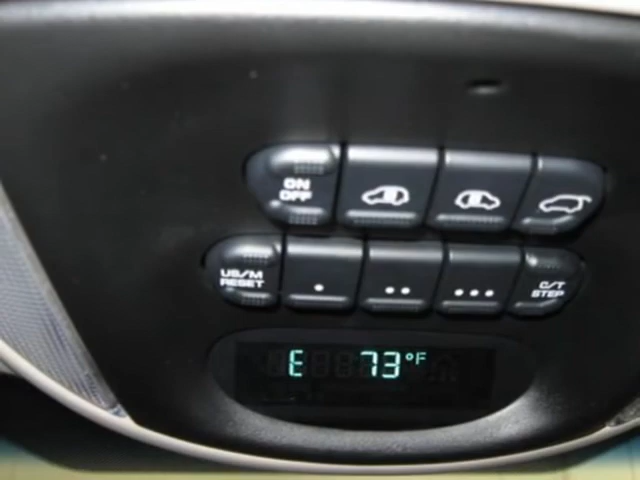 ON
OFF
US/M
RESET
C/T
STEP
E 73°F